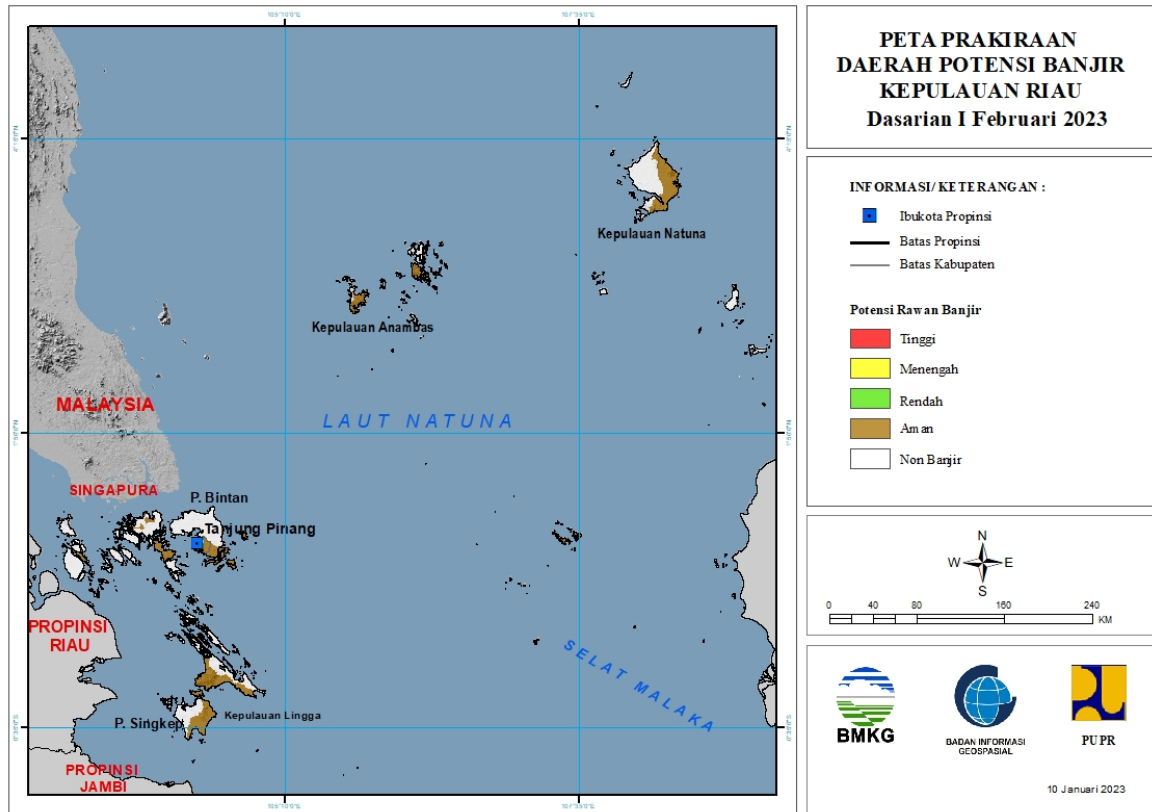 PETA PRAKIRAAN
DAERAH POTENSI BANJIR
KEPULAUAN RIAU
Dasarian I Februari 2023
INFORMASI/ KETERANGAN :
Ibukota Propinsi
Batas Propinsi
Batas Kabupaten
Potensi Rawan Banjir
Tinggi
Menengah
Rendah
Aman
Non Banjir
N
W E
S
0 20 40 80 160 240
KM
BMKG
BADAN INFORMASI
GEOSPASIAL
PUPR
10 Januari 2023
Kepulauan Natuna
Kepulauan Anambas
MALAYSIA
LAUT NATUNA
SINGAPURA
P. Bintan
Tanjung Pinang
PROPINSI
RIAU
SELAT MALAKA
Kepulauan Lingga
P. Singkep
PROPINSI
JAMBI